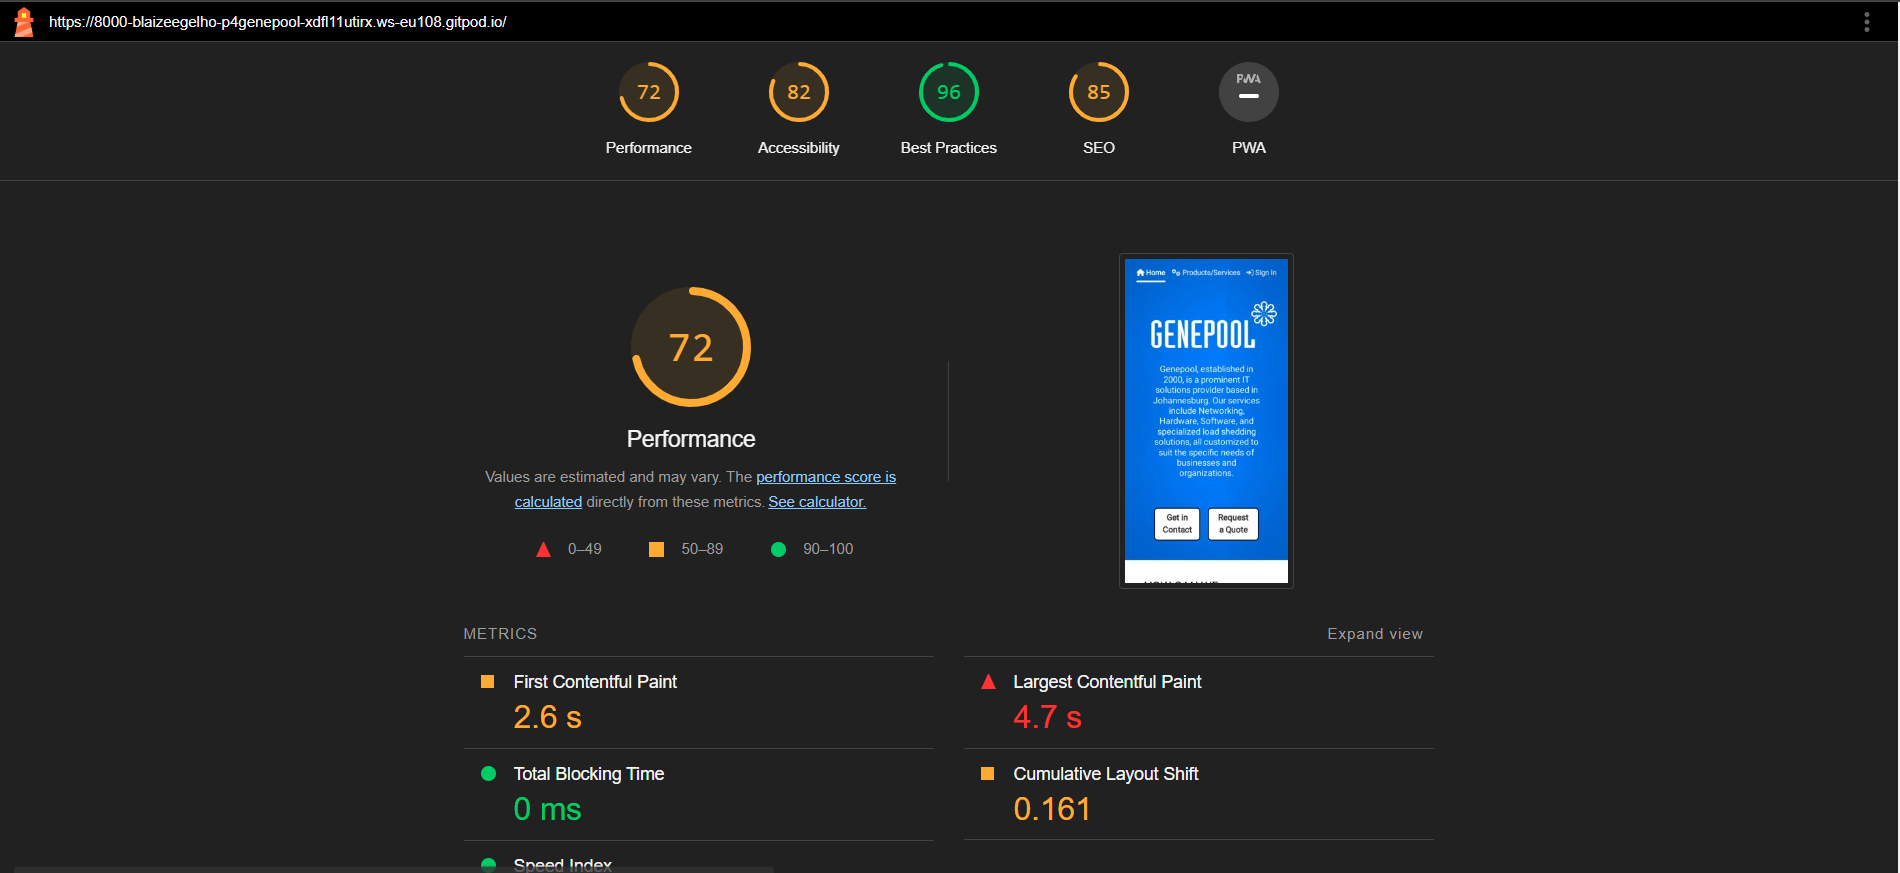 https://8000-blaizeegelho-p4genepool-xdfl11utirx.ws-eu108.gitpod.io/
72
82
96
85
PWA
Performance
Accessibility
Best Practices
SEO
PWA
72
Performance
Values are estimated and may vary. The performance score is
calculated directly from these metrics. See calculator.
0–49
50–89
90–100
Home Products/Services Sign In
GENEPOOL
Genepool, established in
2000, is a prominent IT
solutions provider based in
Johannesburg. Our services
include Networking,
Hardware, Software, and
specialized load shedding
solutions, all customized to
suit the specific needs of
businesses and
organizations.
Get in
Contact
Request
a Quote
METRICS
Expand view
First Contentful Paint
2.6 s
Largest Contentful Paint
4.7 s
Total Blocking Time
0 ms
Cumulative Layout Shift
0.161
Speed Index